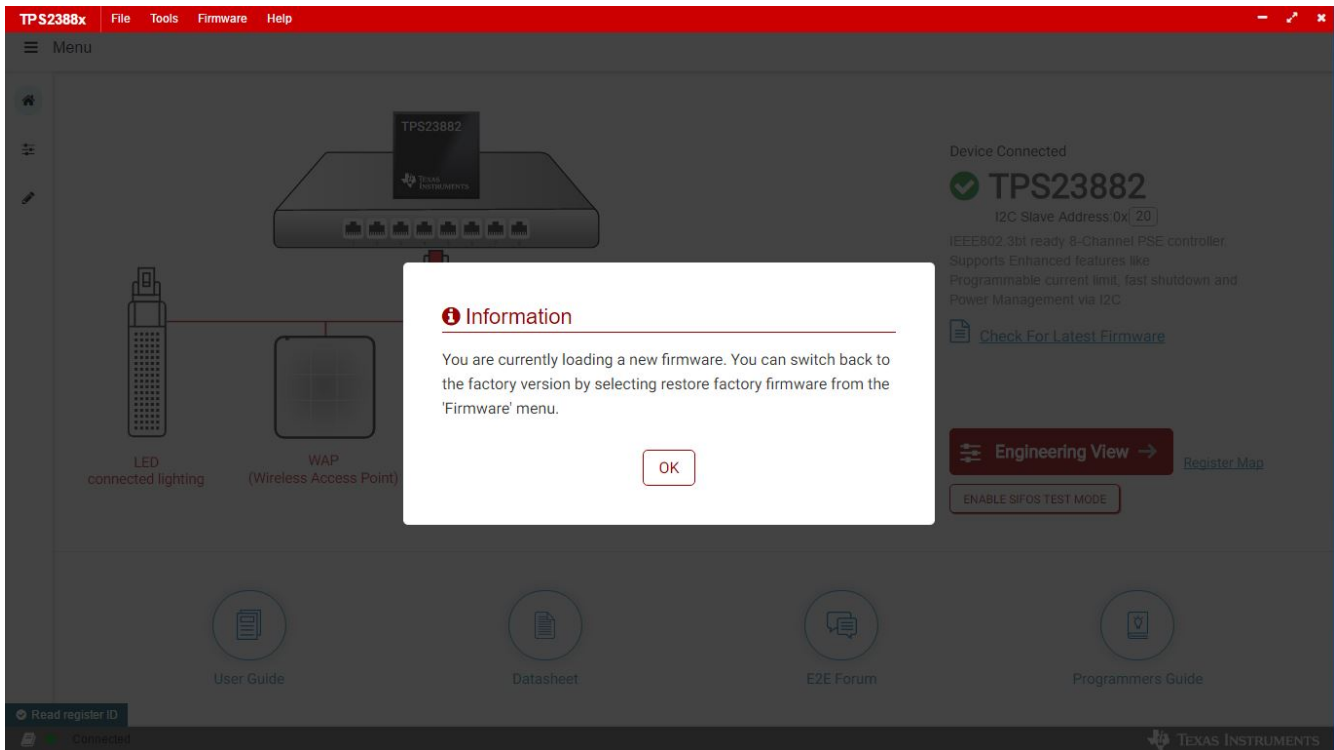 TPS2388x File Tools Firmware Help
Menu
TPS23882
TEXAS
INSTRUMENTS
Device Connected
TPS23882
I2C Slave Address:0x 20
IEEE802.3bt ready 8-Channel PSE controller.
Supports Enhanced features like
Programmable current limit, fast shutdown and
Power Management via I2C
Check For Latest Firmware
Information
You are currently loading a new firmware. You can switch back to
the factory version by selecting restore factory firmware from the
'Firmware' menu.
OK
LED
connected lighting
WAP
(Wireless Access Point)
Engineering View
Register Map
ENABLE SIFOS TEST MODE
User Guide
Datasheet
E2E Forum
Programmers Guide
Read register ID
Connected
TEXAS INSTRUMENTS